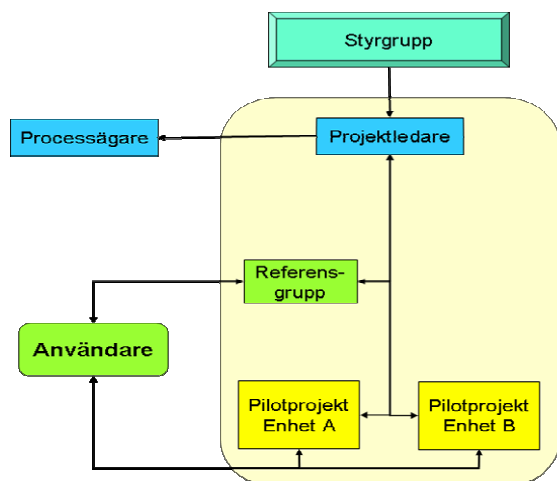 Styrgrupp
Processägare
Projektledare
Referens-
grupp
Användare
Pilotprojekt
Enhet A
Pilotprojekt
Enhet B